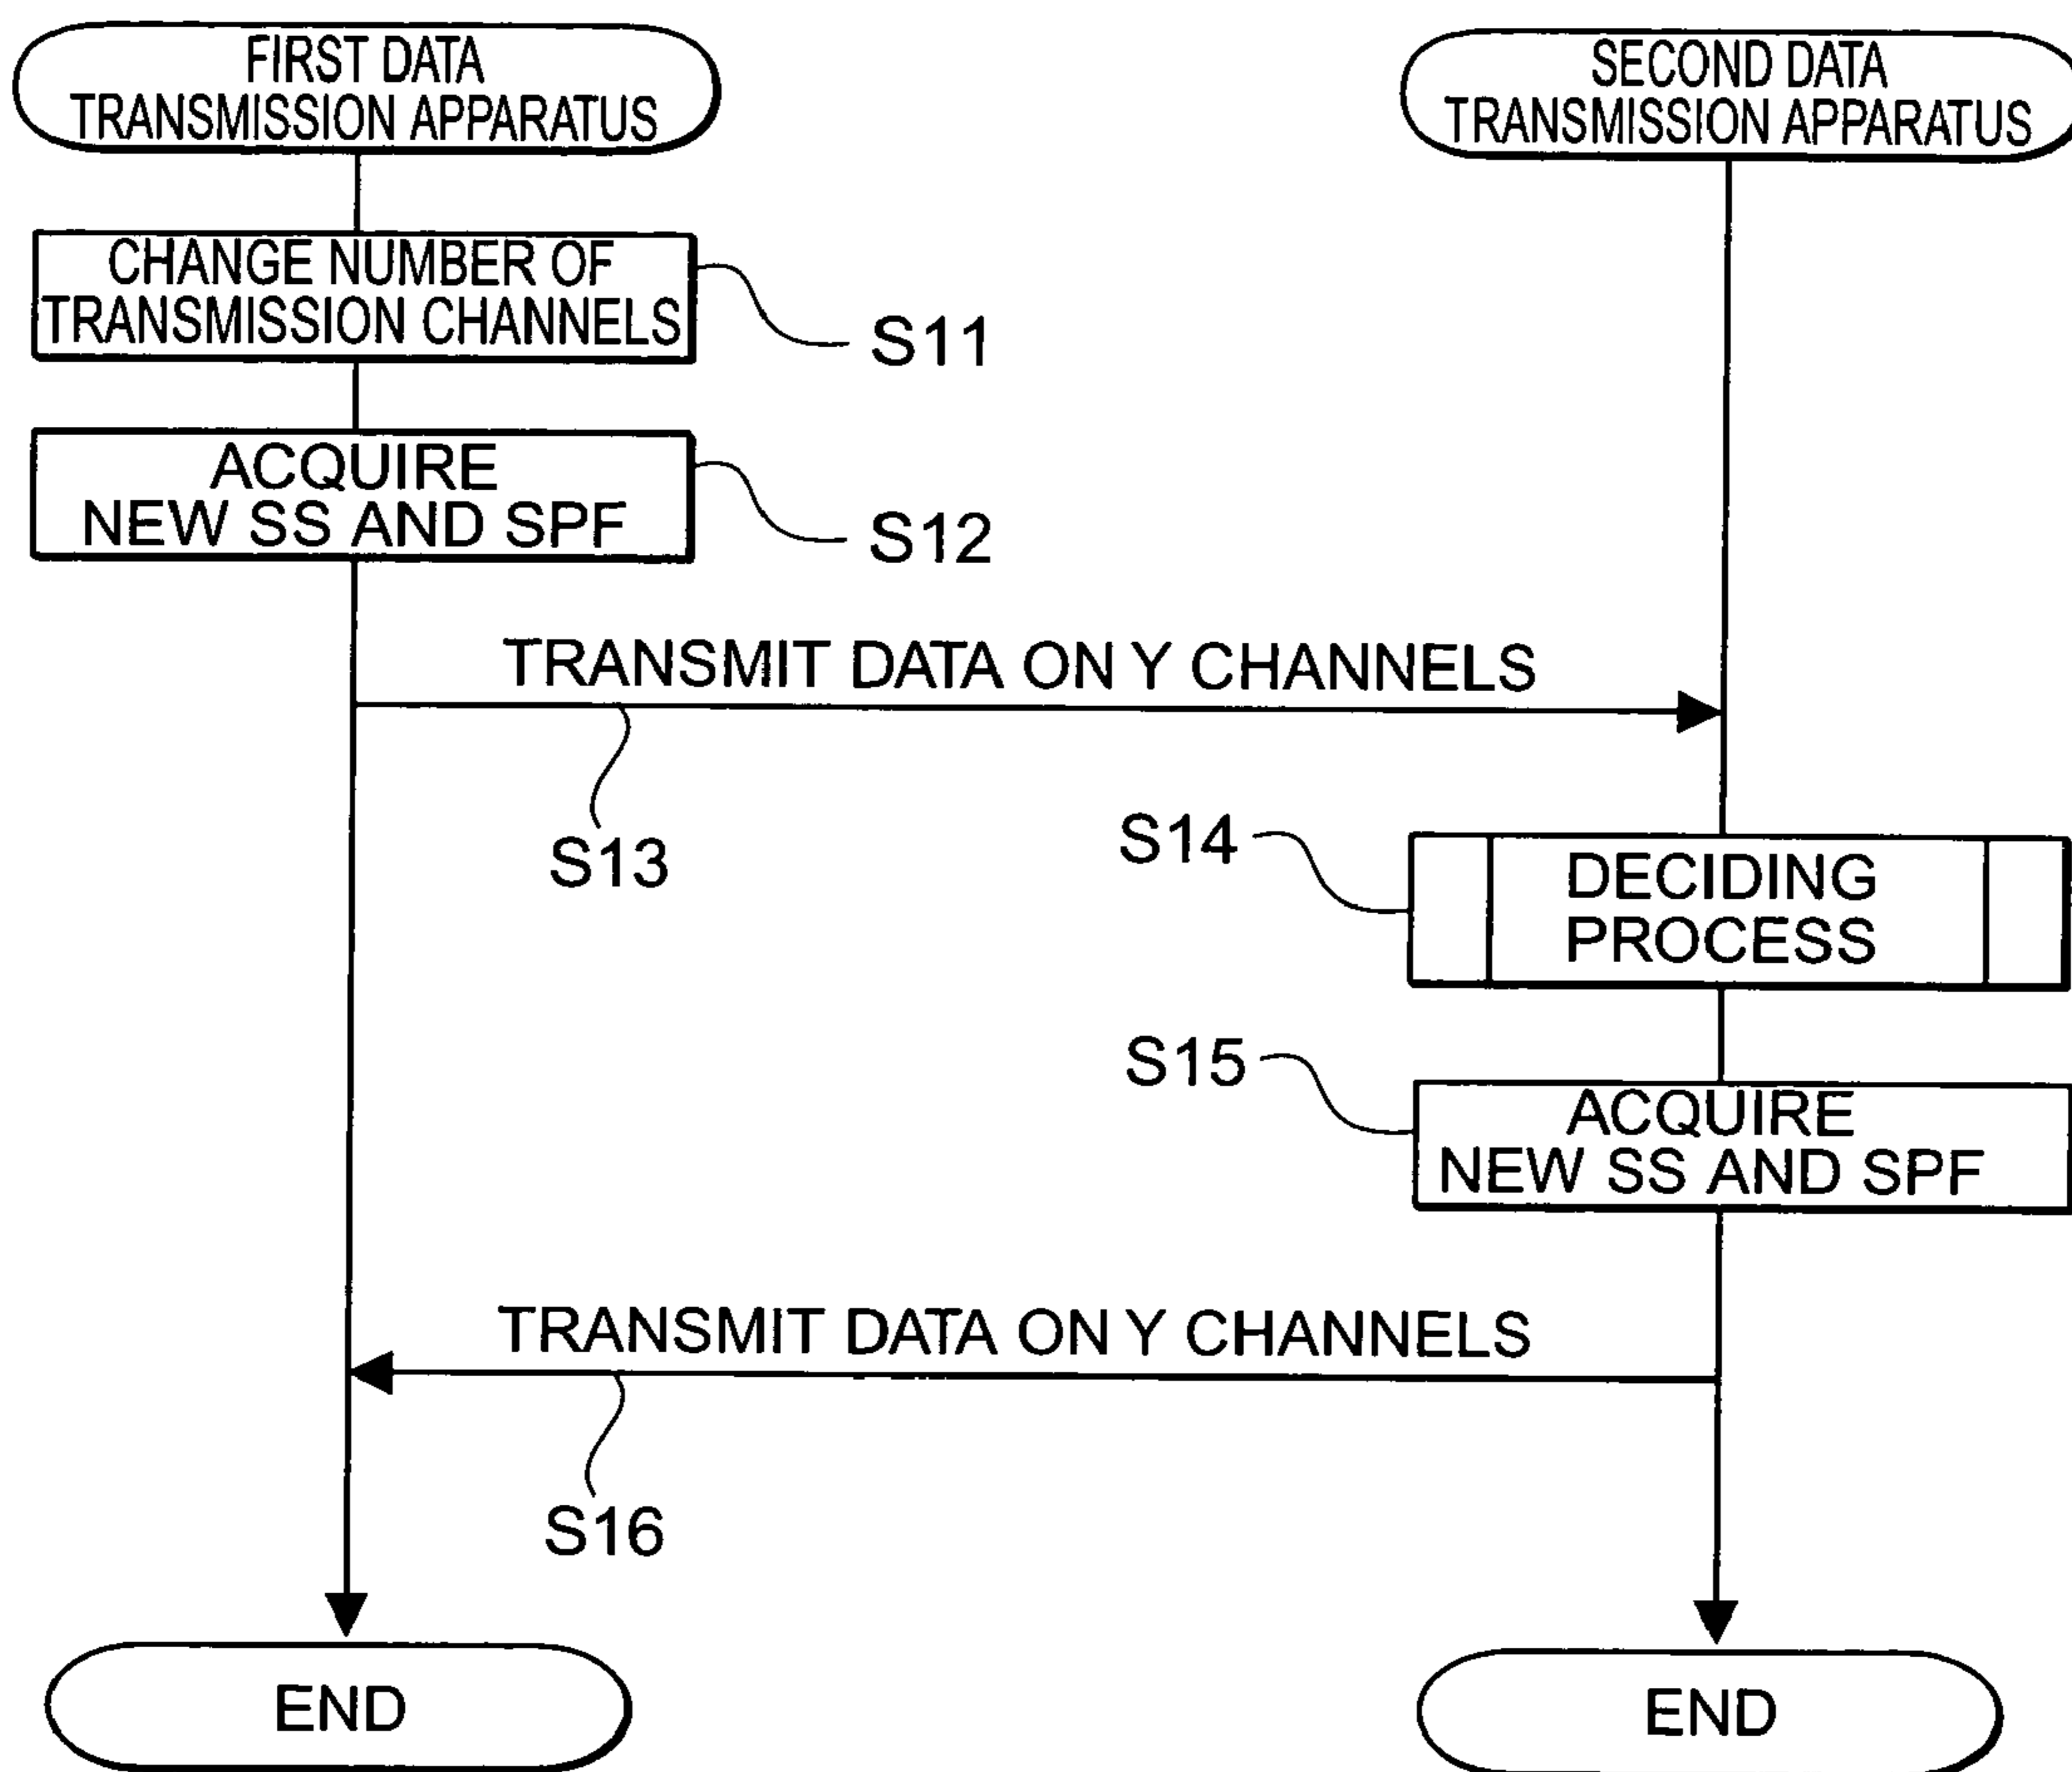 FIRST DATA
TRANSMISSION APPARATUS
SECOND DATA
TRANSMISSION APPARATUS
CHANGE NUMBER OF
TRANSMISSION CHANNELS
S11
ACQUIRE
NEW SS AND SPF
S12
TRANSMIT DATA ON Y CHANNELS
S13
S14
DECIDING
PROCESS
S15
ACQUIRE
NEW SS AND SPF
TRANSMIT DATA ON Y CHANNELS
S16
END
END